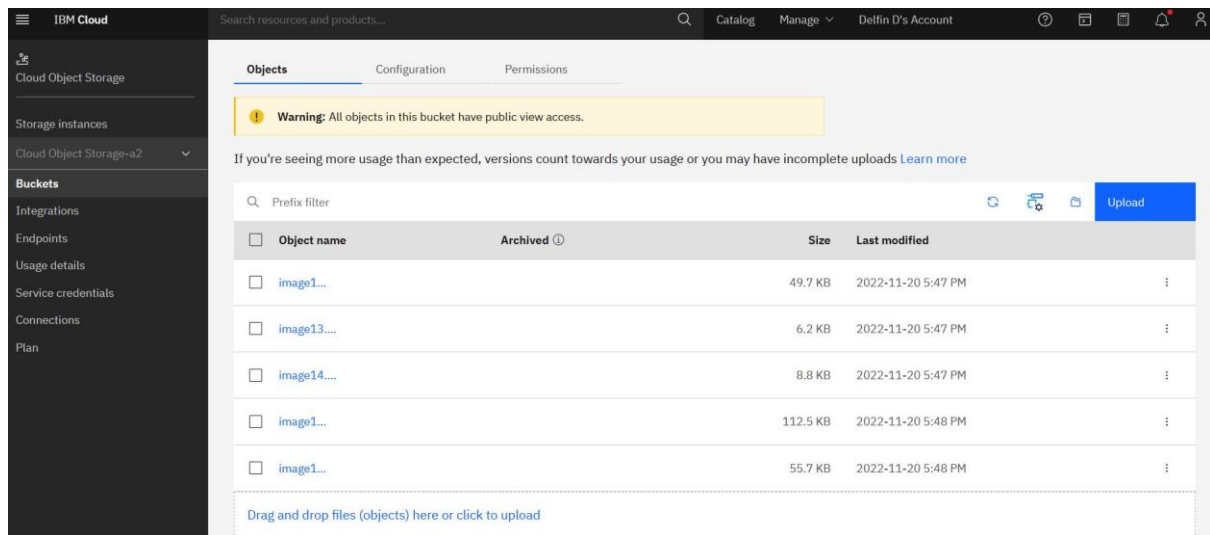 IBM Cloud
Search resources and products...
Catalog
Manage
Delfin D's Account
Cloud Object Storage
Storage instances
Cloud Object Storage-a2
Buckets
Integrations
Endpoints
Usage details
Service credentials
Connections
Plan
Objects
Configuration
Permissions
Warning: All objects in this bucket have public view access.
If you're seeing more usage than expected, versions count towards your usage or you may have incomplete uploads Learn more
Prefix filter
Upload
Object name Archived Size Last modified
image1... 49.7 KB 2022-11-20 5:47 PM
image13.... 6.2 KB 2022-11-20 5:47 PM
image14.... 8.8 KB 2022-11-20 5:47 PM
image1... 112.5 KB 2022-11-20 5:48 PM
image1... 55.7 KB 2022-11-20 5:48 PM
Drag and drop files (objects) here or click to upload